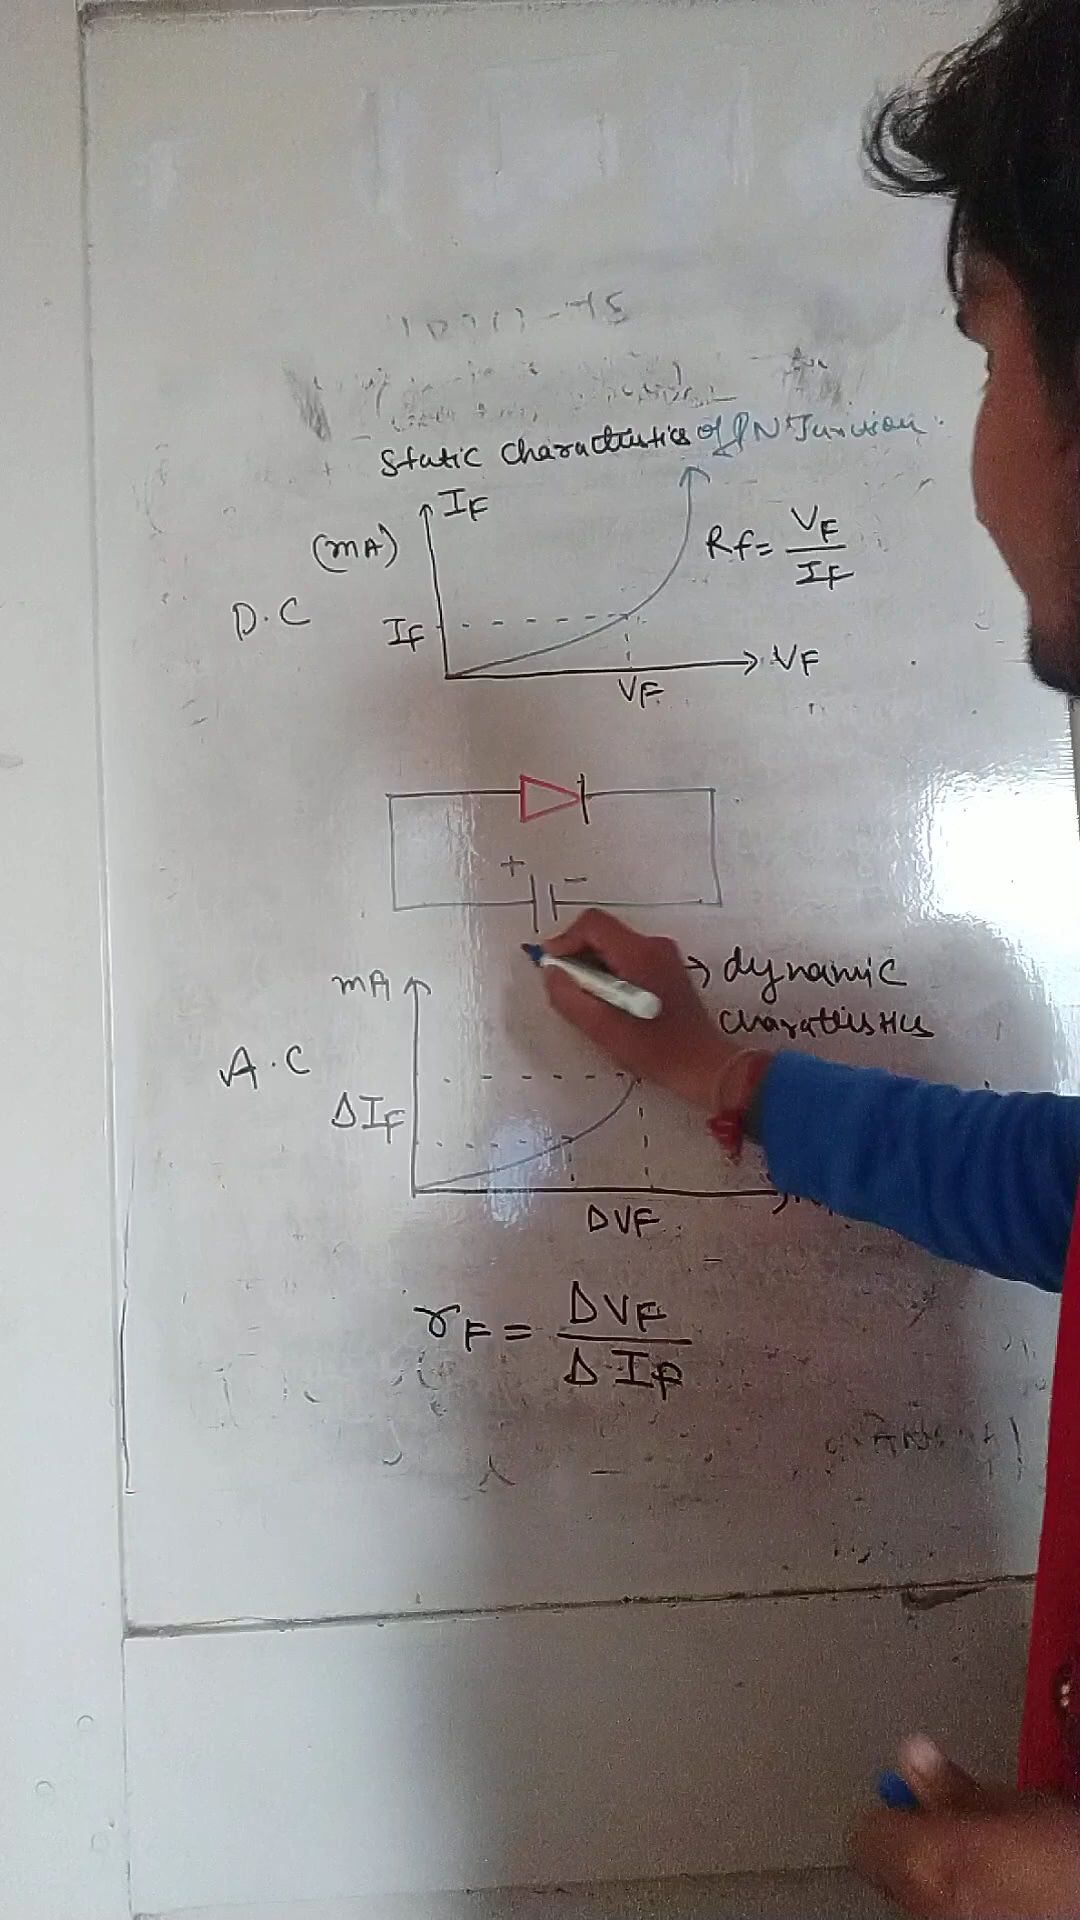 Static Characteristics of PN Junction.
IF
(mA)
Rf = VF / IF
D.C
IF
VF
VF
+ -
mA
→ dynamic
Characteristics
A.C
ΔIF
ΔVF
rF = ΔVF / ΔIF